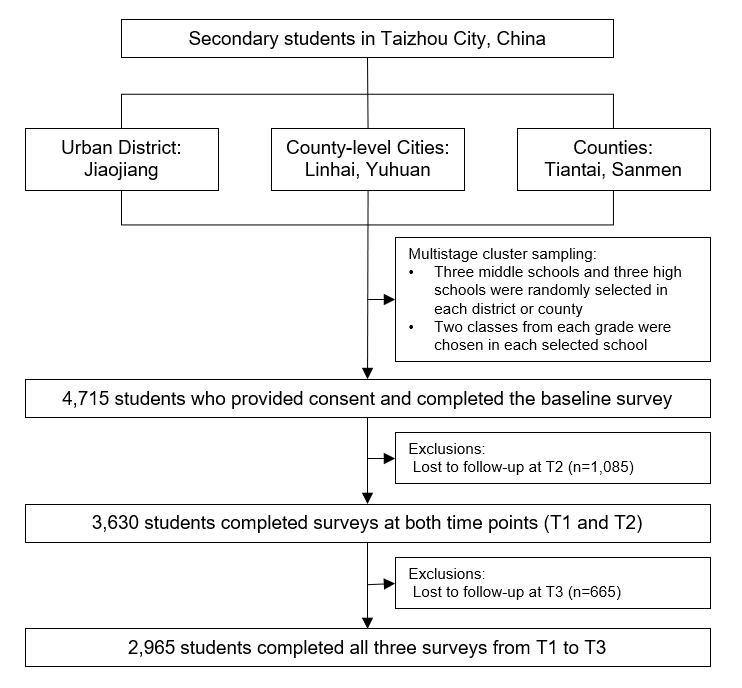 Secondary students in Taizhou City, China
Urban District:
Jiaojiang
County-level Cities:
Linhai, Yuhuan
Counties:
Tiantai, Sanmen
Multistage cluster sampling:
• Three middle schools and three high
schools were randomly selected in
each district or county
• Two classes from each grade were
chosen in each selected school
4,715 students who provided consent and completed the baseline survey
Exclusions:
Lost to follow-up at T2 (n=1,085)
3,630 students completed surveys at both time points (T1 and T2)
Exclusions:
Lost to follow-up at T3 (n=665)
2,965 students completed all three surveys from T1 to T3